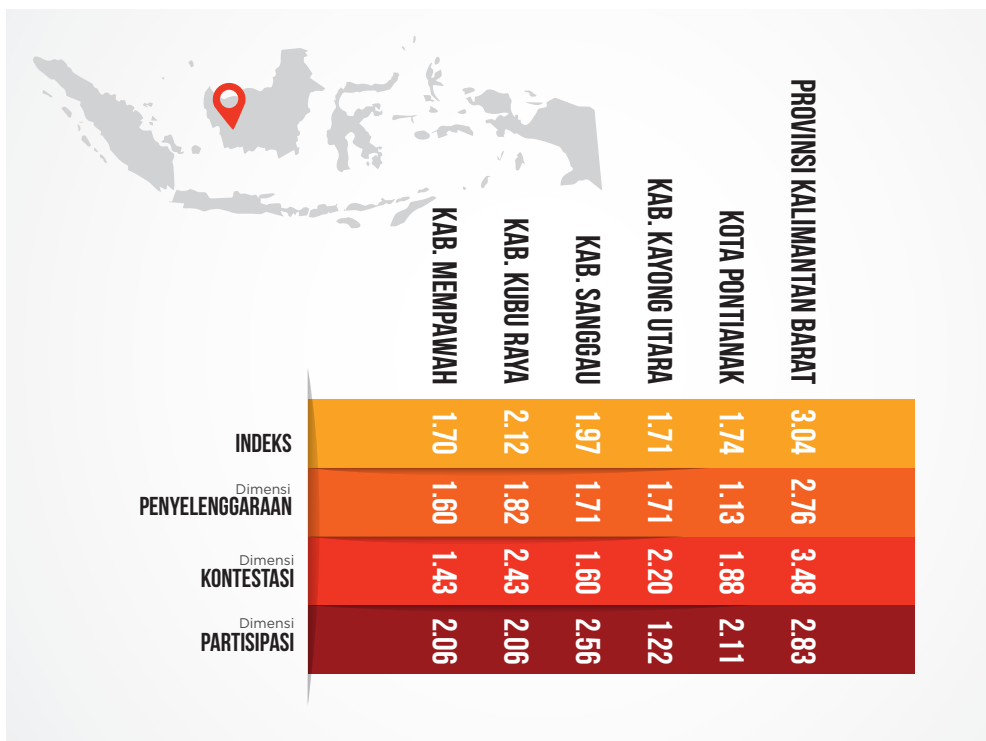 KAB. MEMPAWAH
KAB. KUBU RAYA
KAB. SANGGAU
KAB. KAYONG UTARA
KOTA PONTIANAK
PROVINSI KALIMANTAN BARAT
INDEKS
1.70
2.12
1.97
1.71
1.74
3.04
Dimensi
PENYELENGGARAAN
1.60
1.82
1.71
1.71
1.13
2.76
Dimensi
KONTESTASI
1.43
2.43
1.60
2.20
1.88
3.48
Dimensi
PARTISIPASI
2.06
2.06
2.56
1.22
2.11
2.83